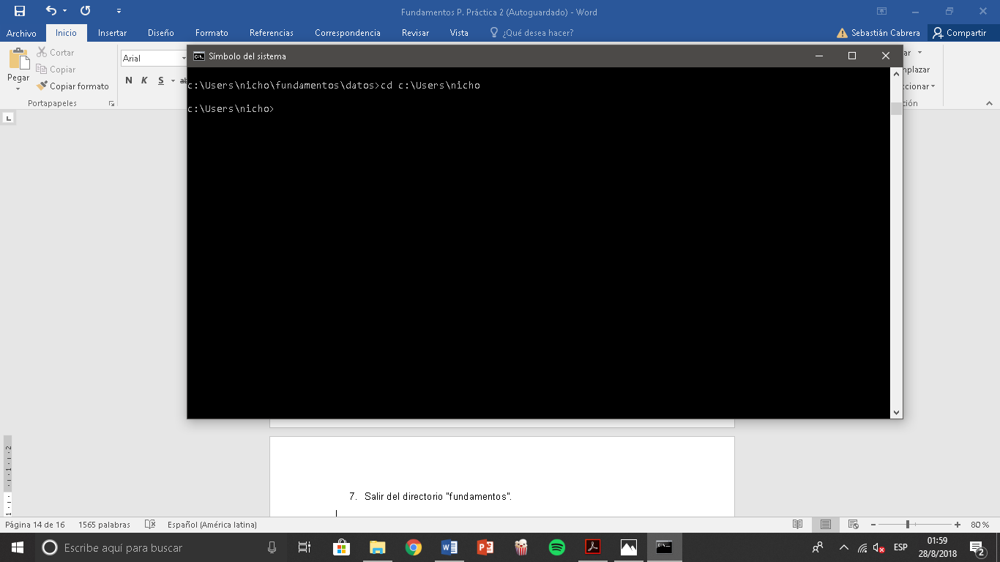 Fundamentos P. Práctica 2 (Autoguardado) - Word
Archivo Inicio Insertar Diseño Formato Referencias Correspondencia Revisar Vista ¿Qué desea hacer? Sebastián Cabrera Compartir
Pegar
Cortar
Copiar
Copiar formato
Portapapeles
Arial
N K S
Símbolo del sistema
c:\Users\nicho\fundamentos\datos>cd c:\Users\nicho
c:\Users\nicho>
ar
mplazar
ccionar
ción
7. Salir del directorio "fundamentos".
Página 14 de 16 1565 palabras Español (América latina) 80 %
Escribe aquí para buscar
ESP
01:59
28/8/2018
2